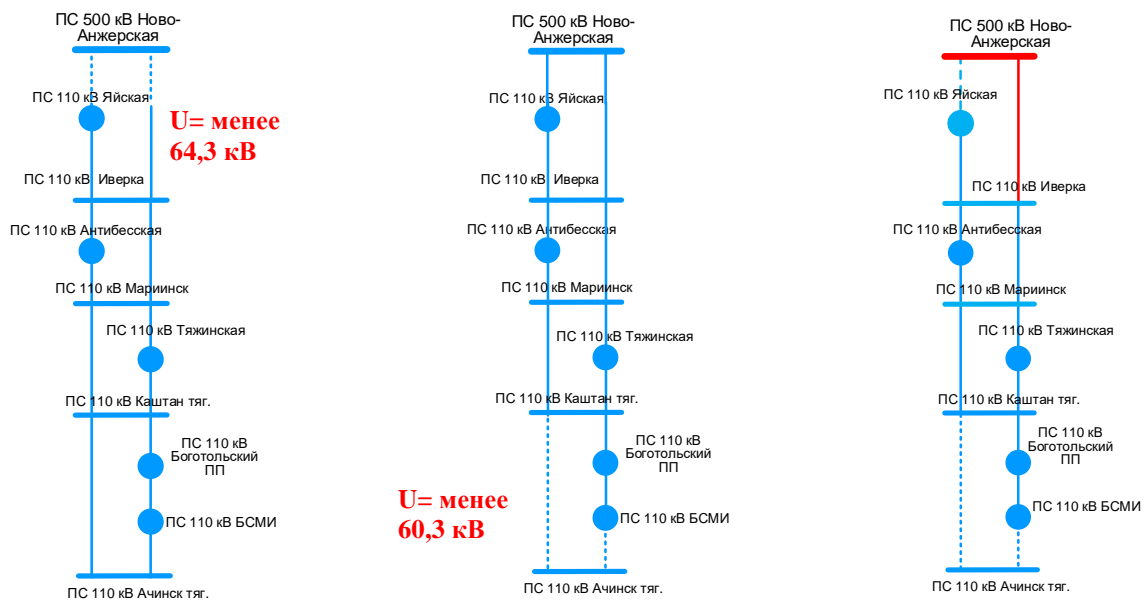 ПС 500 кВ Ново-
Анжерская
ПС 110 кВ Яйская
U= менее
64,3 кВ
ПС 110 кВ Иверка
ПС 110 кВ Антибесская
ПС 110 кВ Мариинск
ПС 110 кВ Тяжинская
ПС 110 кВ Каштан тяг.
ПС 110 кВ
Боготольский
ПП
ПС 110 кВ БСМИ
ПС 110 кВ Ачинск тяг.
ПС 500 кВ Ново-
Анжерская
ПС 110 кВ Яйская
ПС 110 кВ Иверка
ПС 110 кВ Антибесская
ПС 110 кВ Мариинск
ПС 110 кВ Тяжинская
ПС 110 кВ Каштан тяг.
ПС 110 кВ
Боготольский
ПП
U= менее
60,3 кВ
ПС 110 кВ БСМИ
ПС 110 кВ Ачинск тяг.
ПС 500 кВ Ново-
Анжерская
ПС 110 кВ Яйская
ПС 110 кВ Иверка
ПС 110 кВ Антибесская
ПС 110 кВ Мариинск
ПС 110 кВ Тяжинская
ПС 110 кВ Каштан тяг.
ПС 110 кВ
Боготольский
ПП
ПС 110 кВ БСМИ
ПС 110 кВ Ачинск тяг.